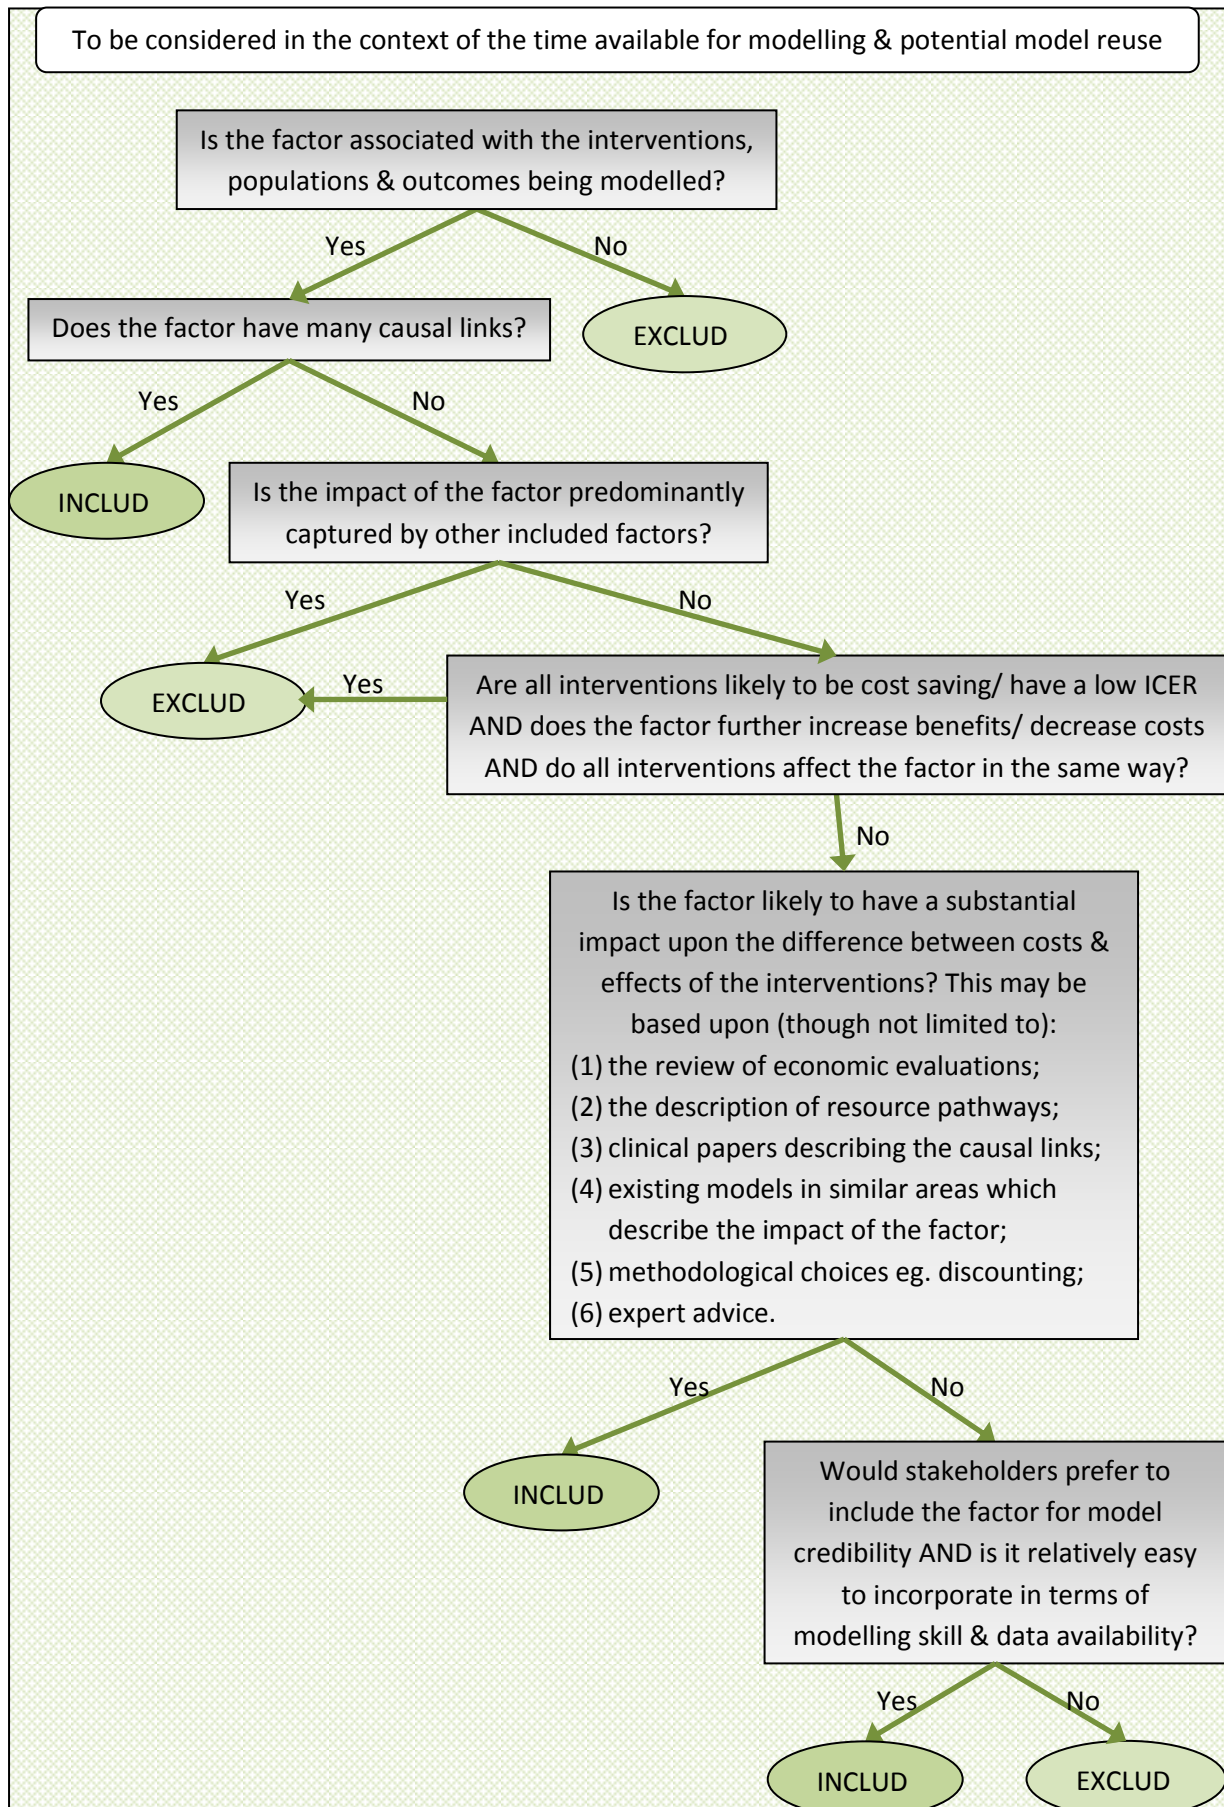 To be considered in the context of the time available for modelling & potential model reuse
Is the factor associated with the interventions,
populations & outcomes being modelled?
Yes
No
Does the factor have many causal links?
EXCLUD
Yes
No
INCLUD
Is the impact of the factor predominantly
captured by other included factors?
Yes
No
EXCLUD
Yes
Are all interventions likely to be cost saving/ have a low ICER
AND does the factor further increase benefits/ decrease costs
AND do all interventions affect the factor in the same way?
No
Is the factor likely to have a substantial
impact upon the difference between costs &
effects of the interventions? This may be
based upon (though not limited to):
(1) the review of economic evaluations;
(2) the description of resource pathways;
(3) clinical papers describing the causal links;
(4) existing models in similar areas which
describe the impact of the factor;
(5) methodological choices eg. discounting;
(6) expert advice.
Yes
No
INCLUD
Would stakeholders prefer to
include the factor for model
credibility AND is it relatively easy
to incorporate in terms of
modelling skill & data availability?
Yes
No
INCLUD
EXCLUD